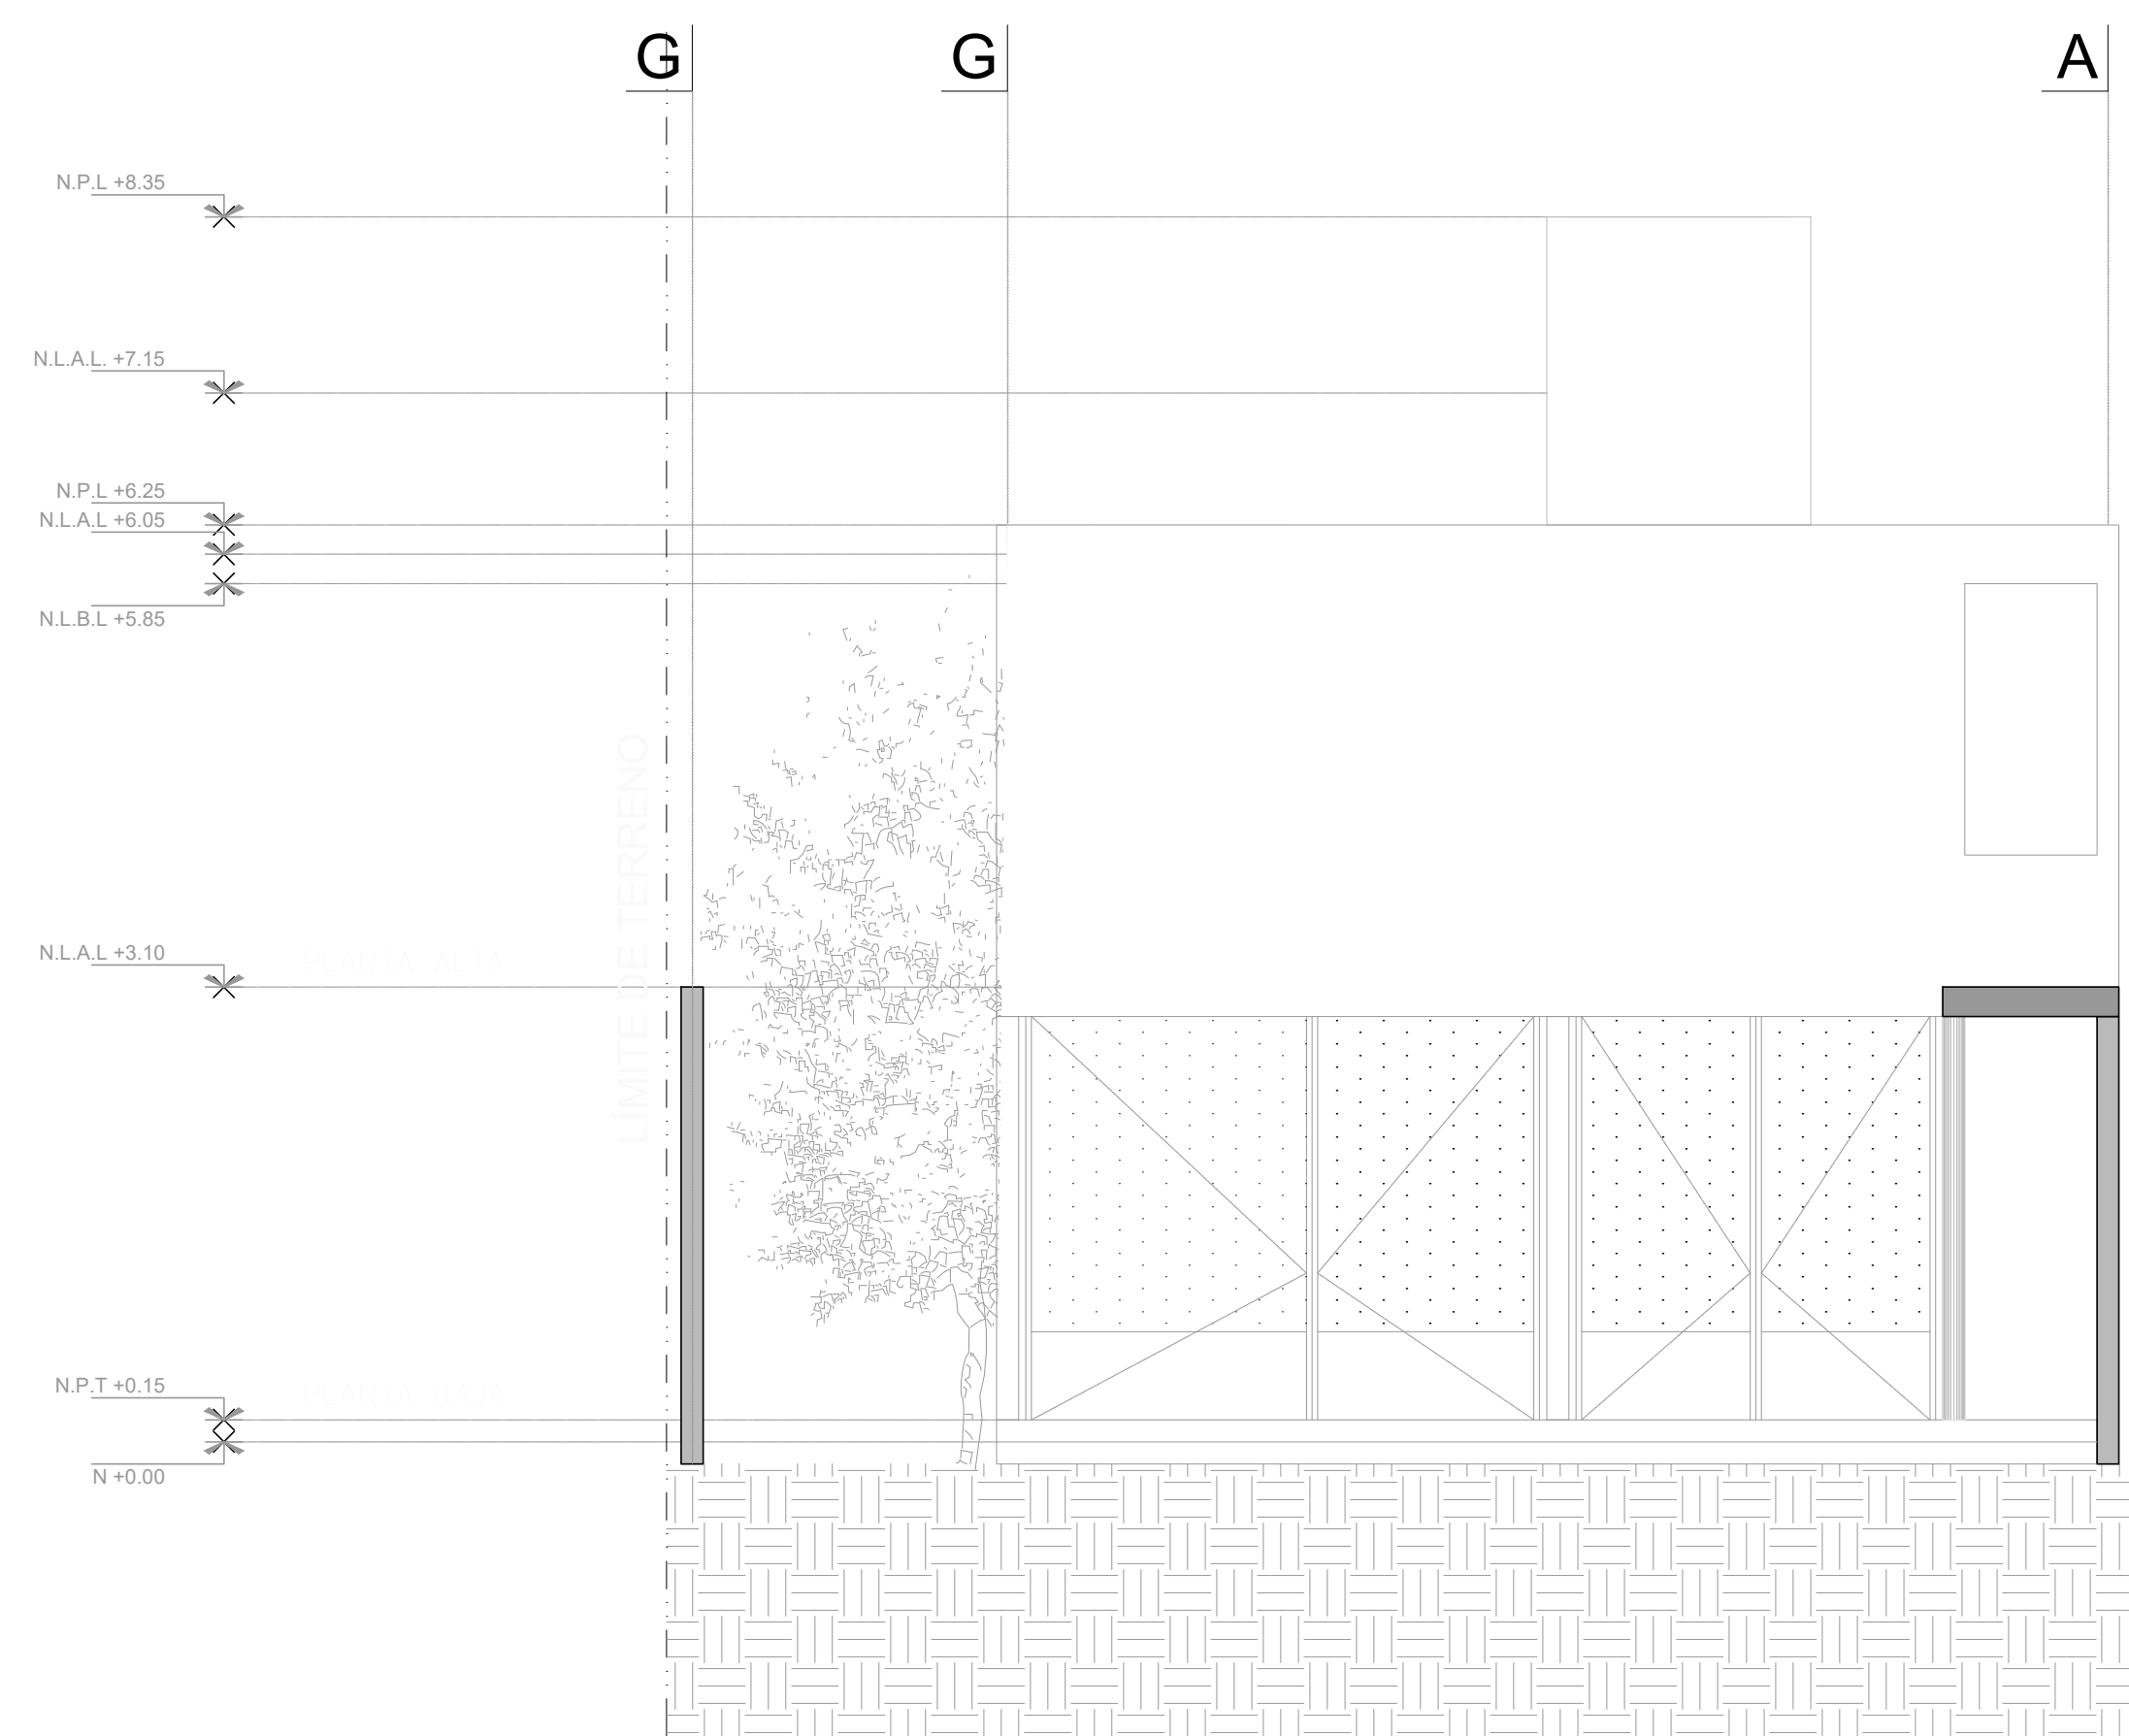 G G A
N.P.L +8.35
N.L.A.L. +7.15
N.P.L +6.25
N.L.A.L +6.05
N.L.B.L +5.85
LÍMITE DE TERRENO
N.L.A.L +3.10
PLANTA ALTA
N.P.T +0.15
PLANTA BAJA
N +0.00